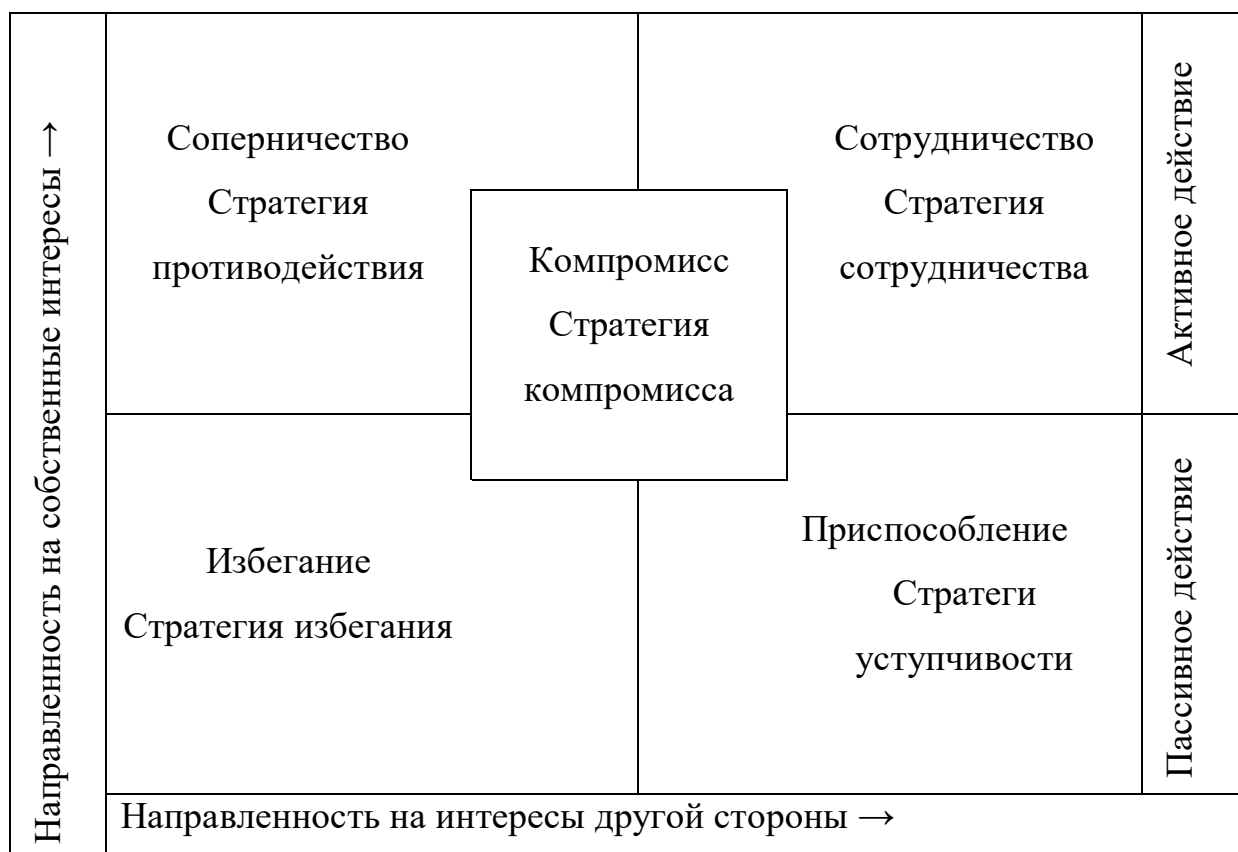 Направленность на собственные интересы →
Соперничество
Стратегия
противодействия
Сотрудничество
Стратегия
сотрудничества
Активное действие
Компромисс
Стратегия
компромисса
Избегание
Стратегия избегания
Приспособление
Стратеги
уступчивости
Пассивное действие
Направленность на интересы другой стороны →